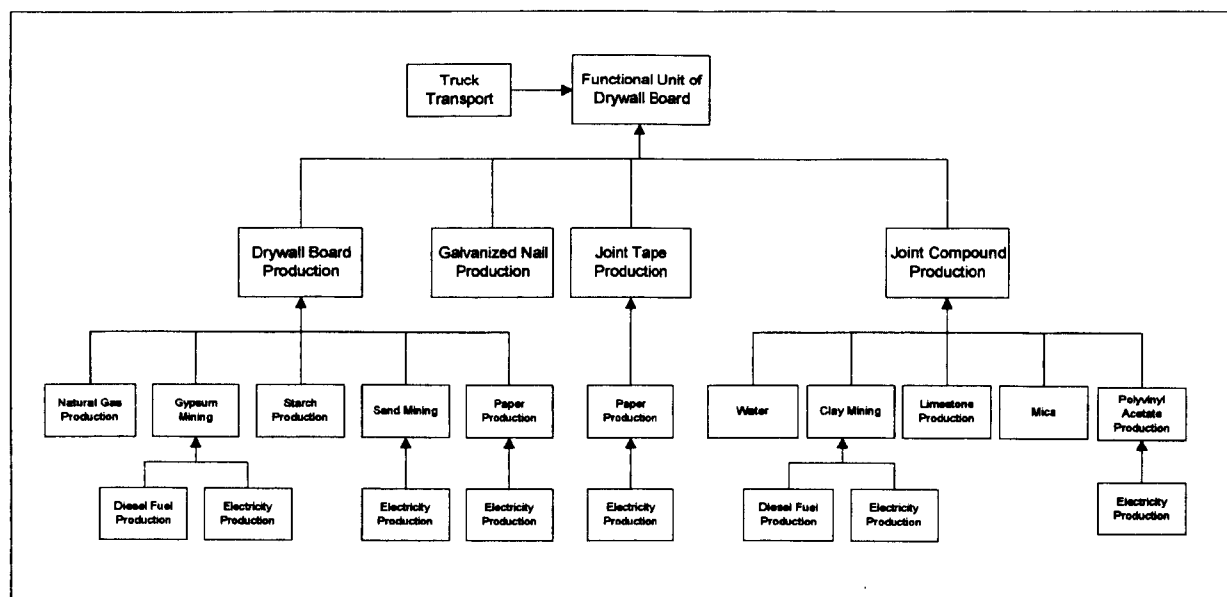 Truck
Transport
Functional Unit of
Drywall Board
Drywall Board
Production
Galvanized Nail
Production
Joint Tape
Production
Joint Compound
Production
Natural Gas
Production
Gypsum
Mining
Starch
Production
Sand Mining
Paper
Production
Paper
Production
Water
Clay Mining
Limestone
Production
Mica
Polyvinyl
Acetate
Production
Diesel Fuel
Production
Electricity
Production
Electricity
Production
Electricity
Production
Electricity
Production
Diesel Fuel
Production
Electricity
Production
Electricity
Production